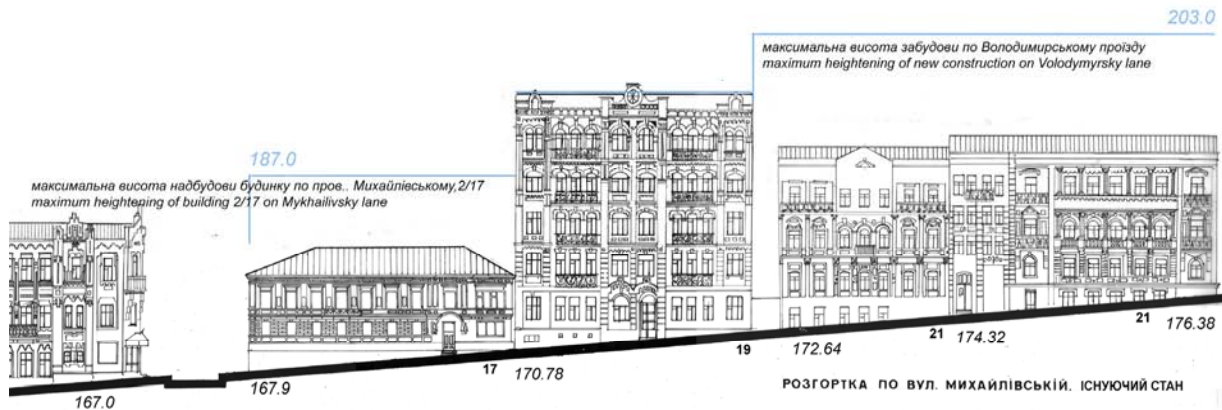 203.0
максимальна висота забудови по Володимирському проїзду
maximum heightening of new construction on Volodymyrsky lane
187.0
максимальна висота надбудови будинку по пров.. Михайлівському,2/17
maximum heightening of building 2/17 on Mykhailivsky lane
21 176.38
21 174.32
19 172.64
17 170.78
167.9
167.0
РОЗГОРТКА ПО ВУЛ. МИХАЙЛІВСЬКІЙ. ІСНУЮЧИЙ СТАН